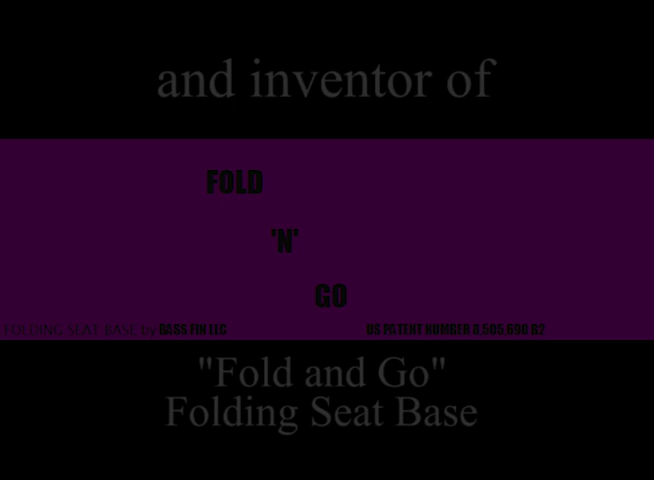 and inventor of
FOLD
'N'
GO
FOLDING SEAT BASE by BASS FIN LLC
US PATENT NUMBER 8,505,690 B2
"Fold and Go"
Folding Seat Base